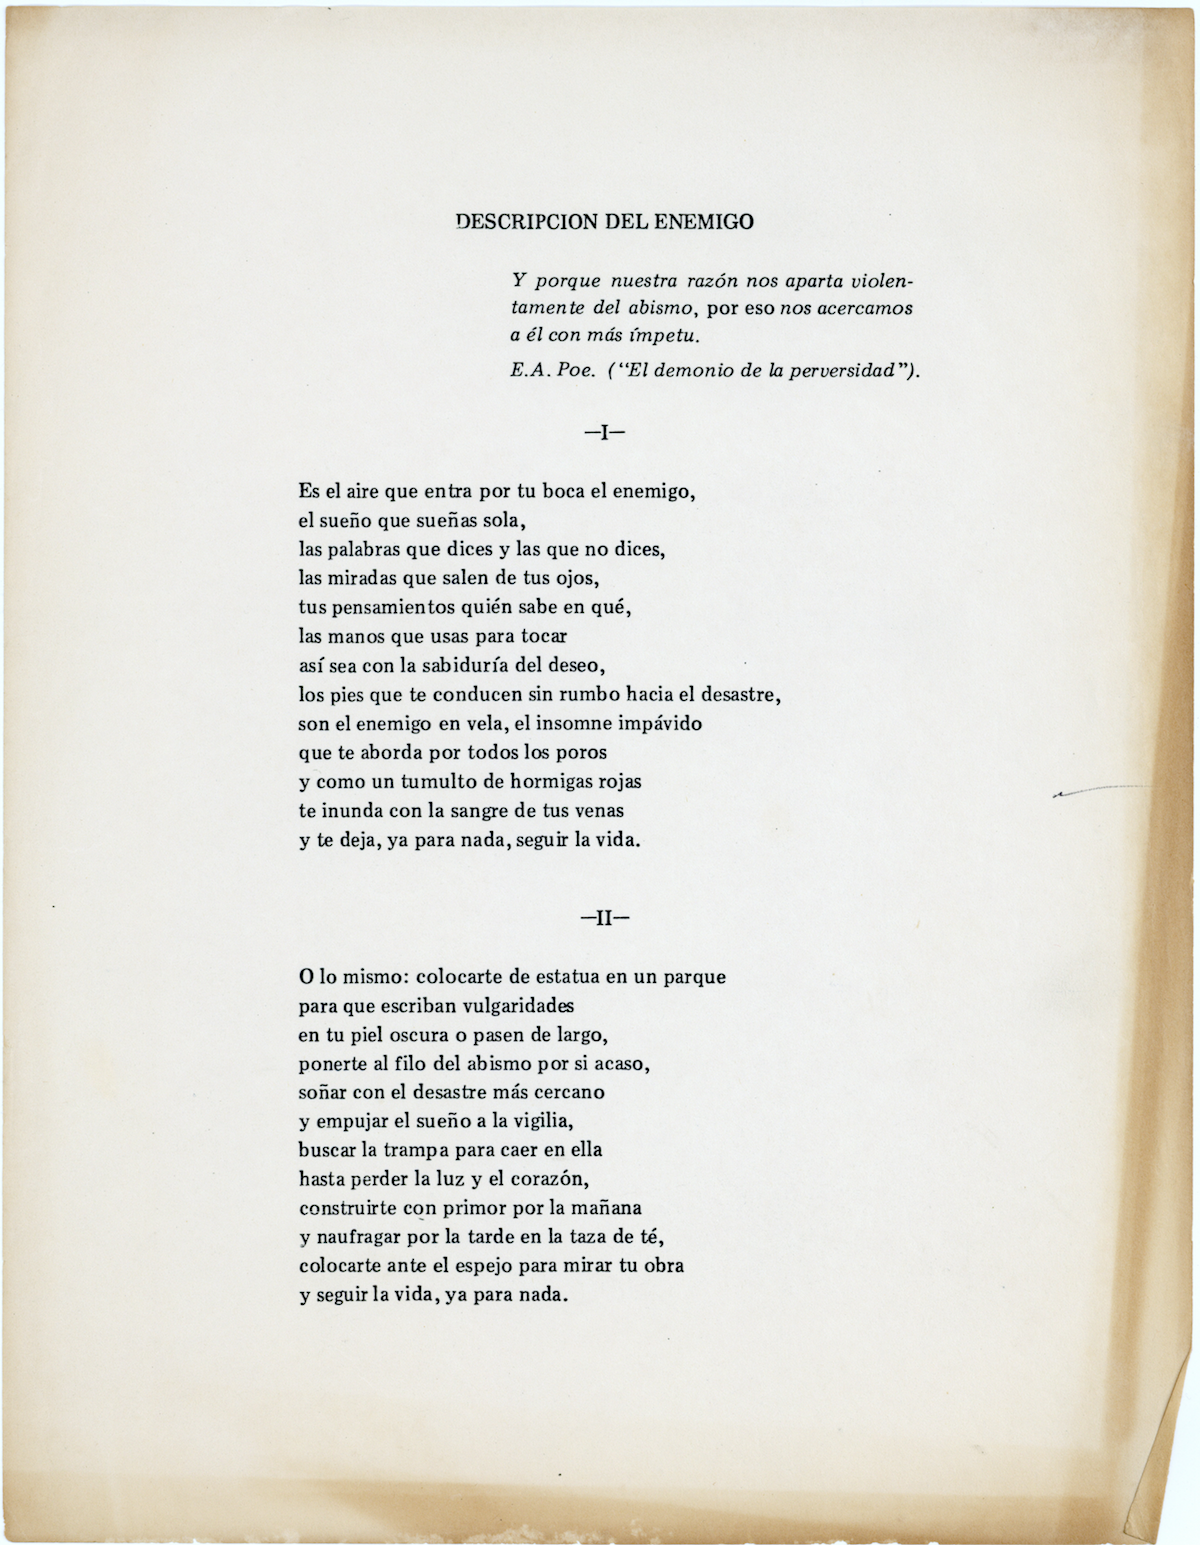 DESCRIPCION DEL ENEMIGO
Y porque nuestra razón nos aparta violen-
tamente del abismo, por eso nos acercamos
a él con más ímpetu.
E.A. Poe. (“El demonio de la perversidad”).
—I—
Es el aire que entra por tu boca el enemigo,
el sueño que sueñas sola,
las palabras que dices y las que no dices,
las miradas que salen de tus ojos,
tus pensamientos quién sabe en qué,
las manos que usas para tocar
así sea con la sabiduría del deseo,
los pies que te conducen sin rumbo hacia el desastre,
son el enemigo en vela, el insomne impávido
que te aborda por todos los poros
y como un tumulto de hormigas rojas
te inunda con la sangre de tus venas
y te deja, ya para nada, seguir la vida.
—II—
O lo mismo: colocarte de estatua en un parque
para que escriban vulgaridades
en tu piel oscura o pasen de largo,
ponerte al filo del abismo por si acaso,
soñar con el desastre más cercano
y empujar el sueño a la vigilia,
buscar la trampa para caer en ella
hasta perder la luz y el corazón,
construirte con primor por la mañana
y naufragar por la tarde en la taza de té,
colocarte ante el espejo para mirar tu obra
y seguir la vida, ya para nada.